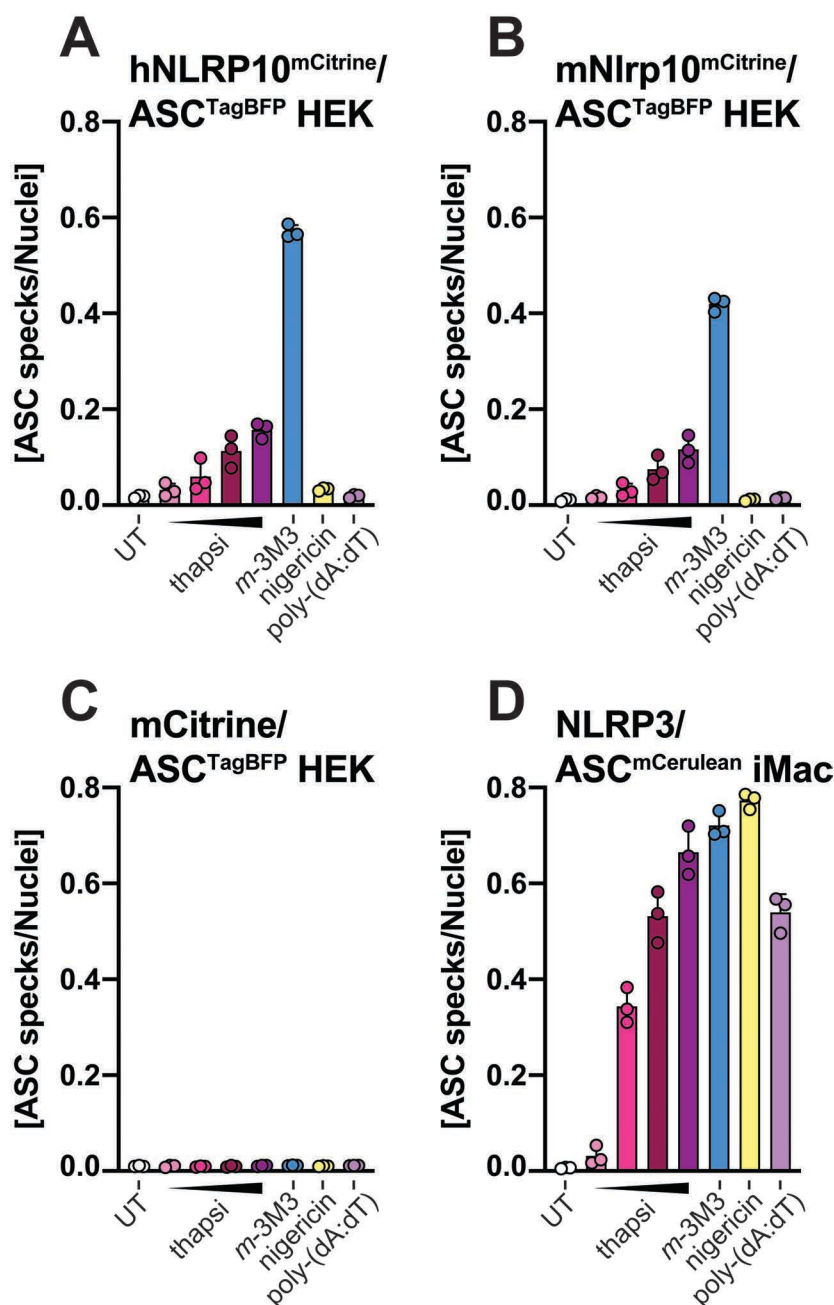 A
hNLRP10mCitrine/
ASCTagBFP HEK
[ASC specks/Nuclei]
0.8
0.6
0.4
0.2
0.0
UT
thapsi
m-3M3
nigericin
poly-(dA:dT)
B
mNlrp10mCitrine/
ASCTagBFP HEK
[ASC specks/Nuclei]
0.8
0.6
0.4
0.2
0.0
UT
thapsi
m-3M3
nigericin
poly-(dA:dT)
C
mCitrine/
ASCTagBFP HEK
[ASC specks/Nuclei]
0.8
0.6
0.4
0.2
0.0
UT
thapsi
m-3M3
nigericin
poly-(dA:dT)
D
NLRP3/
ASCmCerulean iMac
[ASC specks/Nuclei]
0.8
0.6
0.4
0.2
0.0
UT
thapsi
m-3M3
nigericin
poly-(dA:dT)